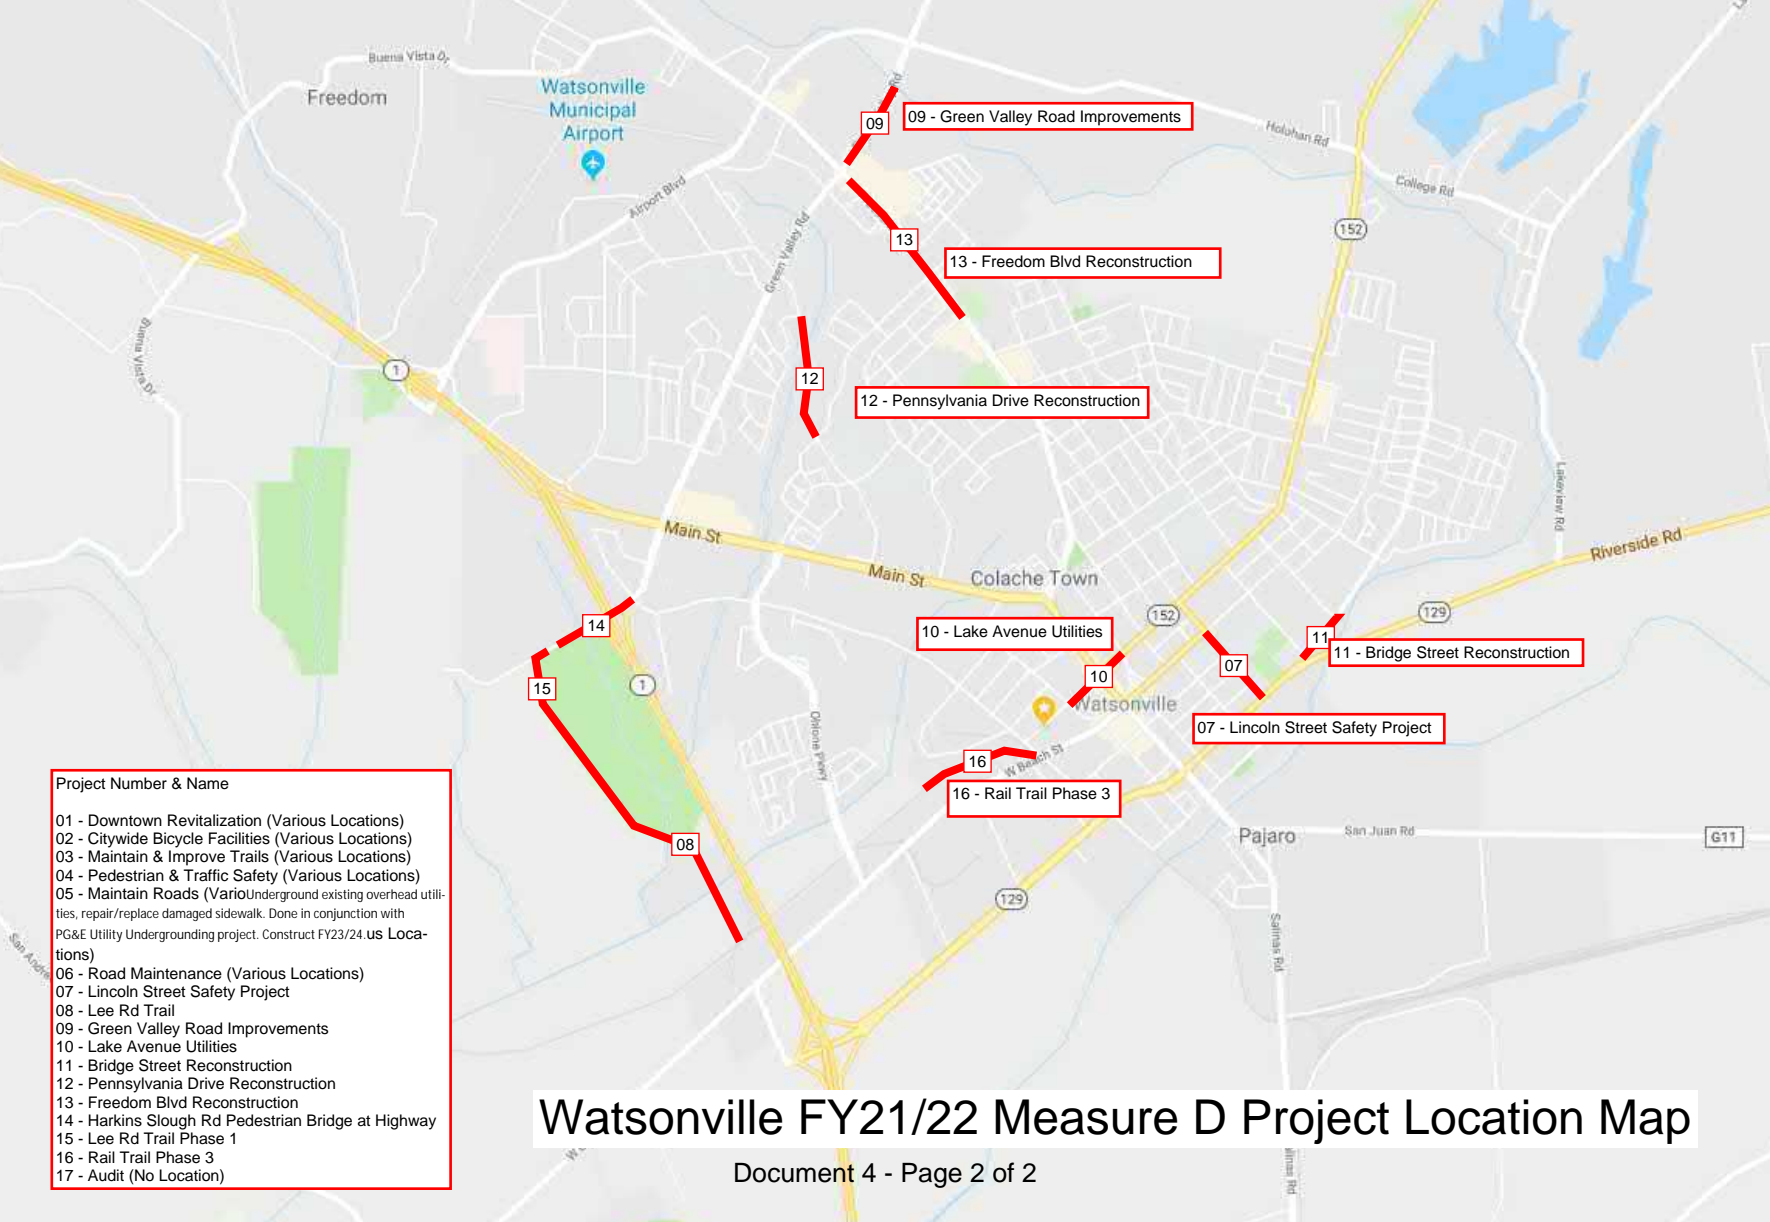 Buena Vista Dr
Freedom
Watsonville
Municipal
Airport
09
09 - Green Valley Road Improvements
Holohan Rd
College Rd
Airport Blvd
Green Valley Rd
152
13
13 - Freedom Blvd Reconstruction
Buena Vista Dr
1
12
12 - Pennsylvania Drive Reconstruction
Lakeview Rd
Main St
Riverside Rd
Main St
Colache Town
152
129
14
10 - Lake Avenue Utilities
11
11 - Bridge Street Reconstruction
15
1
10
07
Watsonville
07 - Lincoln Street Safety Project
Ohlone Pkwy
16
W Beach St
16 - Rail Trail Phase 3
08
Pajaro
San Juan Rd
G11
129
Salinas Rd
Project Number & Name
01 - Downtown Revitalization (Various Locations)
02 - Citywide Bicycle Facilities (Various Locations)
03 - Maintain & Improve Trails (Various Locations)
04 - Pedestrian & Traffic Safety (Various Locations)
05 - Maintain Roads (VarioUnderground existing overhead utili-
ties, repair/replace damaged sidewalk. Done in conjunction with
PG&E Utility Undergrounding project. Construct FY23/24.us Loca-
tions)
06 - Road Maintenance (Various Locations)
07 - Lincoln Street Safety Project
08 - Lee Rd Trail
09 - Green Valley Road Improvements
10 - Lake Avenue Utilities
11 - Bridge Street Reconstruction
12 - Pennsylvania Drive Reconstruction
13 - Freedom Blvd Reconstruction
14 - Harkins Slough Rd Pedestrian Bridge at Highway
15 - Lee Rd Trail Phase 1
16 - Rail Trail Phase 3
17 - Audit (No Location)
Watsonville FY21/22 Measure D Project Location Map
Document 4 - Page 2 of 2